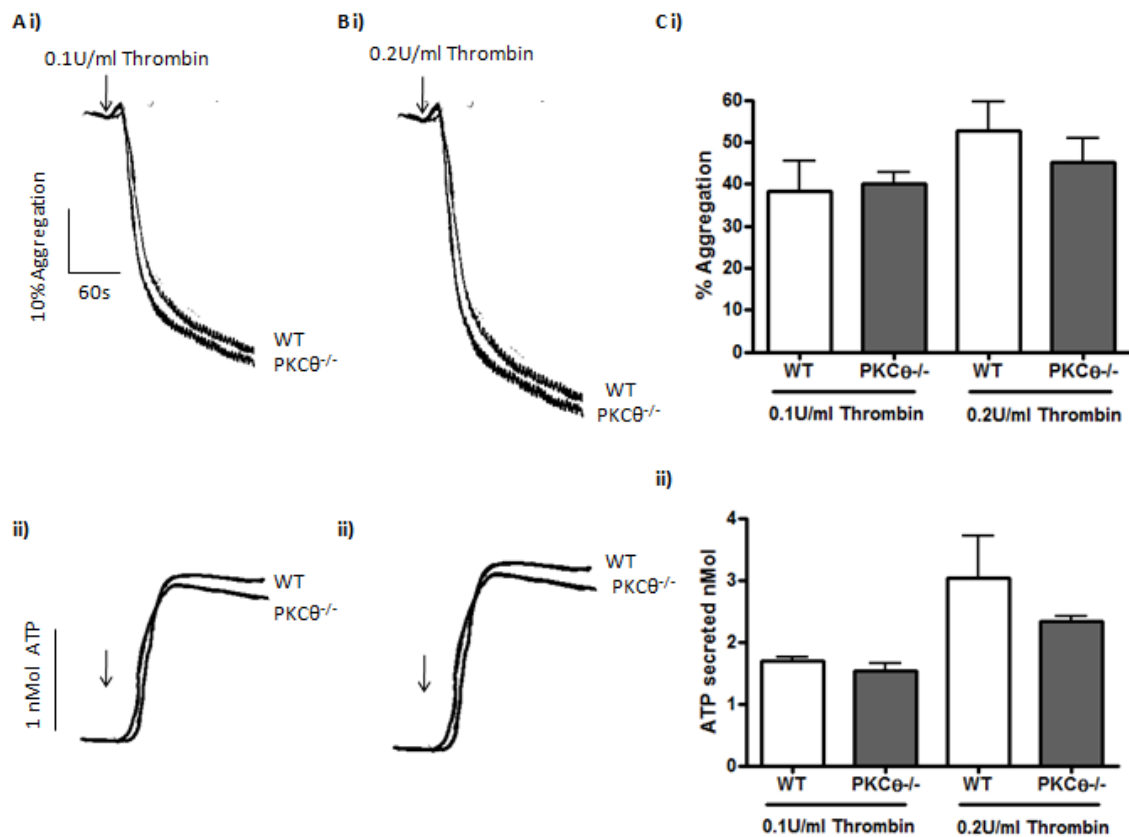 A i)
0.1U/ml Thrombin
10% Aggregation
60s
WT
PKCθ-/-
B i)
0.2U/ml Thrombin
WT
PKCθ-/-
C i)
% Aggregation
60
50
40
30
20
10
0
WT PKCθ-/- WT PKCθ-/-
0.1U/ml Thrombin 0.2U/ml Thrombin
ii)
1 nMol ATP
WT
PKCθ-/-
ii)
WT
PKCθ-/-
ii)
ATP secreted nMol
4
3
2
1
0
WT PKCθ-/- WT PKCθ-/-
0.1U/ml Thrombin 0.2U/ml Thrombin